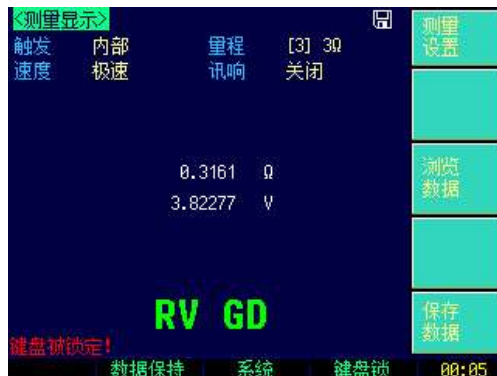 <测量显示>
测量
设置
触发 内部 量程 [3] 3Ω
速度 极速 讯响 关闭
浏览
数据
0.3161 Ω
3.82277 V
RV GD
保存
数据
键盘被锁定!
数据保持 系统 键盘锁 00:05